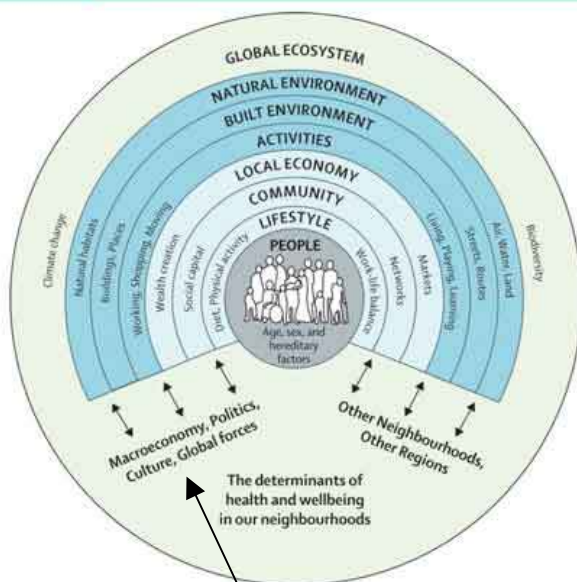 GLOBAL ECOSYSTEM
NATURAL ENVIRONMENT
BUILT ENVIRONMENT
ACTIVITIES
LOCAL ECONOMY
COMMUNITY
LIFESTYLE
PEOPLE
Age, sex, and
hereditary
factors
Climate change
Natural habitats
Buildings, Places
Working, Shopping, Moving
Wealth creation
Social capital
Diet, Physical activity
Work-life balance
Networks
Markets
Living, Playing, Learning
Streets, Routes
Air, Water, Land
Biodiversity
Macroeconomy, Politics,
Culture, Global forces
Other Neighbourhoods,
Other Regions
The determinants of
health and wellbeing
in our neighbourhoods